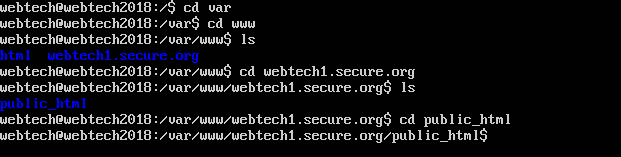 webtech@webtech2018:/$ cd var
webtech@webtech2018:/var$ cd www
webtech@webtech2018:/var/www$ ls
html  webtech1.secure.org
webtech@webtech2018:/var/www$ cd webtech1.secure.org
webtech@webtech2018:/var/www/webtech1.secure.org$ ls
public_html
webtech@webtech2018:/var/www/webtech1.secure.org$ cd public_html
webtech@webtech2018:/var/www/webtech1.secure.org/public_html$